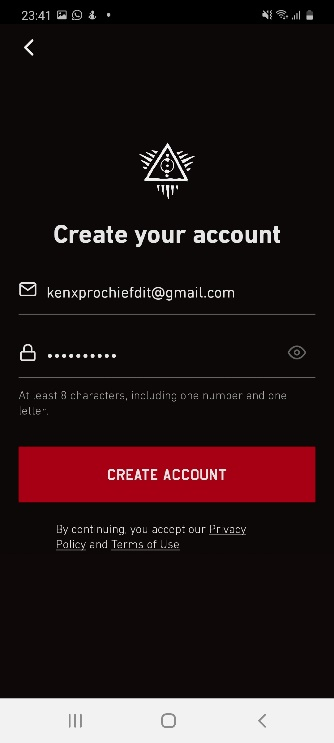 23:41
Create your account
kenxprochiefdit@gmail.com
••••••••••
At least 8 characters, including one number and one
letter.
CREATE ACCOUNT
By continuing, you accept our Privacy
Policy and Terms of Use